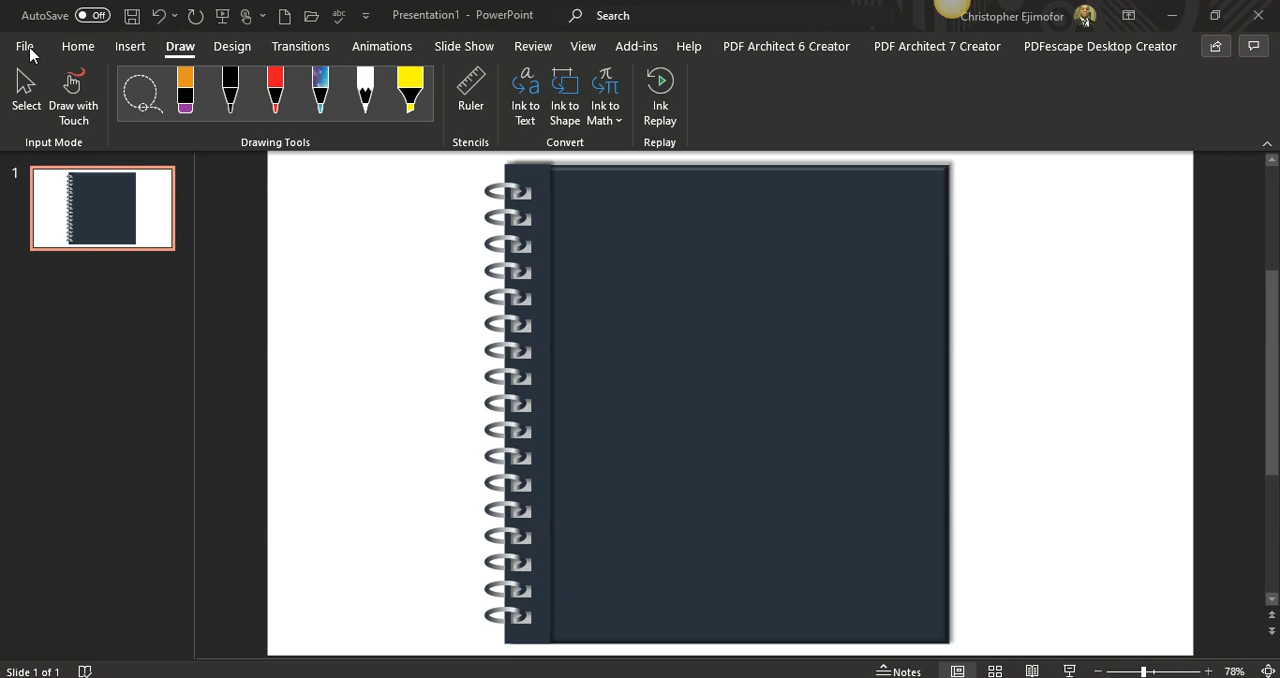 AutoSave Off Presentation1 - PowerPoint Search Christopher Ejimofor
File Home Insert Draw Design Transitions Animations Slide Show Review View Add-ins Help PDF Architect 6 Creator PDF Architect 7 Creator PDFescape Desktop Creator
Select Draw with Touch Ruler Ink to Text Ink to Shape Ink to Math Ink Replay
Input Mode Drawing Tools Stencils Convert Replay
1
Slide 1 of 1 Notes 78%